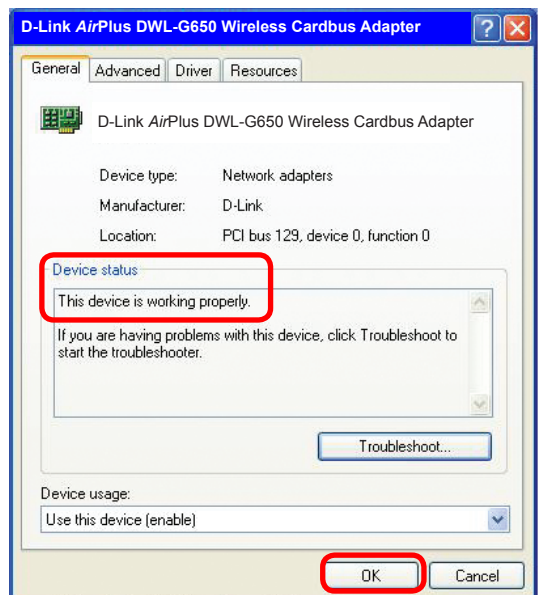 D-Link AirPlus DWL-G650 Wireless Cardbus Adapter
General Advanced Driver Resources
D-Link AirPlus DWL-G650 Wireless Cardbus Adapter
Device type: Network adapters
Manufacturer: D-Link
Location: PCI bus 129, device 0, function 0
Device status
This device is working properly.
If you are having problems with this device, click Troubleshoot to
start the troubleshooter.
Troubleshoot...
Device usage:
Use this device (enable)
OK Cancel